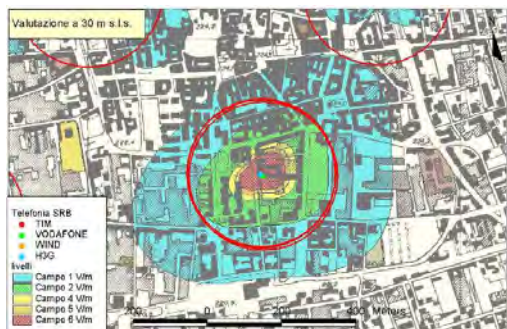 Valutazione a 30 m s.l.s.
N
Telefonia SRB
TIM
VODAFONE
WIND
H3G
livelli
Campo 1 V/m
Campo 2 V/m
Campo 4 V/m
Campo 5 V/m
Campo 6 V/m
200 0 200 400 Meters